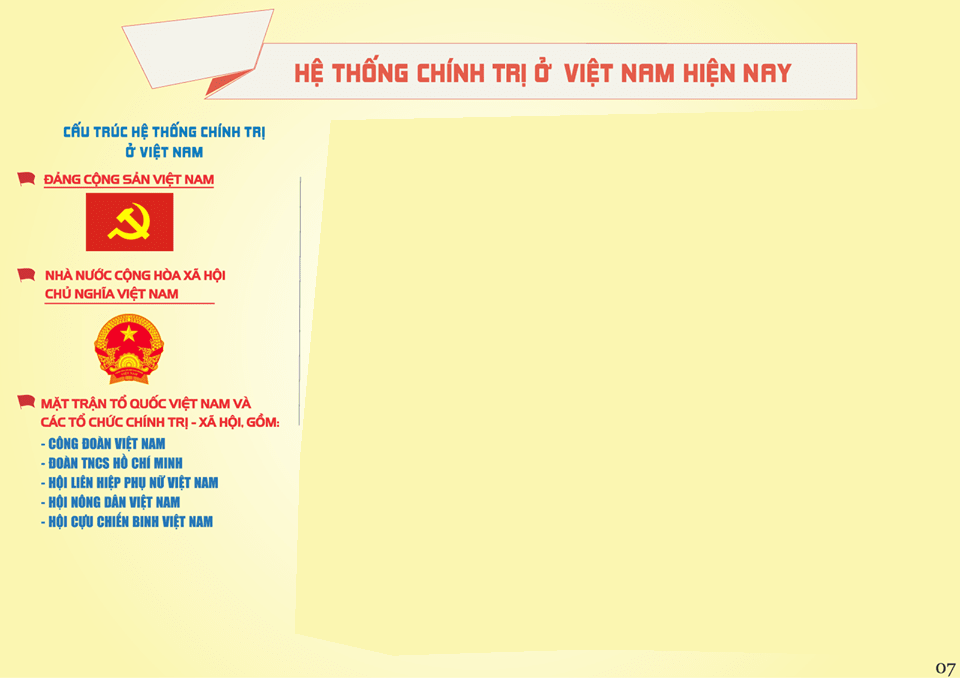 HỆ THỐNG CHÍNH TRỊ Ở VIỆT NAM HIỆN NAY
CẤU TRÚC HỆ THỐNG CHÍNH TRỊ
Ở VIỆT NAM
ĐẢNG CỘNG SẢN VIỆT NAM
NHÀ NƯỚC CỘNG HÒA XÃ HỘI
CHỦ NGHĨA VIỆT NAM
MẶT TRẬN TỔ QUỐC VIỆT NAM VÀ
CÁC TỔ CHỨC CHÍNH TRỊ - XÃ HỘI, GỒM:
- CÔNG ĐOÀN VIỆT NAM
- ĐOÀN TNCS HỒ CHÍ MINH
- HỘI LIÊN HIỆP PHỤ NỮ VIỆT NAM
- HỘI NÔNG DÂN VIỆT NAM
- HỘI CỰU CHIẾN BINH VIỆT NAM
07